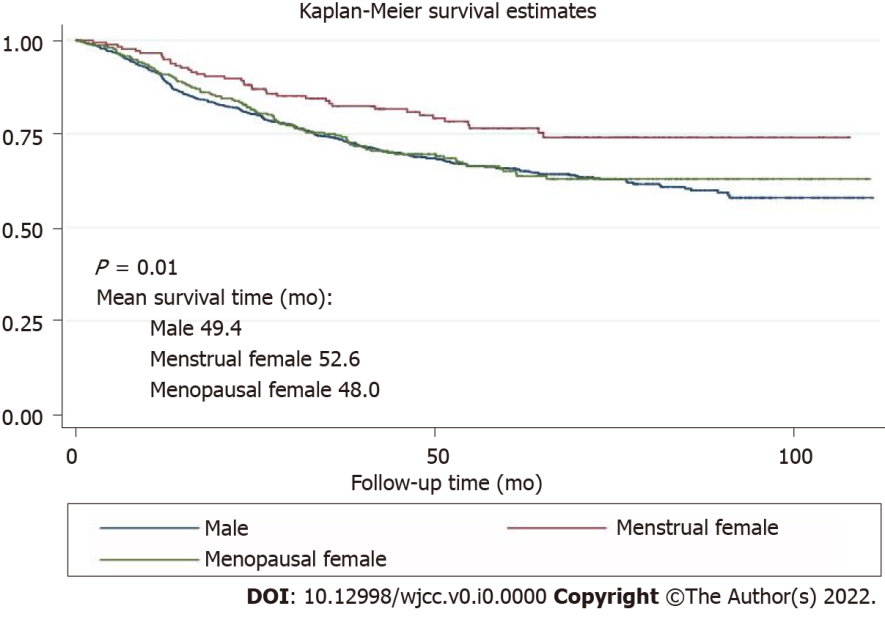 Kaplan-Meier survival estimates
1.00
0.75
0.50
0.25
0.00
P = 0.01
Mean survival time (mo):
Male 49.4
Menstrual female 52.6
Menopausal female 48.0
0 50 100
Follow-up time (mo)
Male Menstrual female
Menopausal female
DOI: 10.12998/wjcc.v0.i0.0000 Copyright ©The Author(s) 2022.